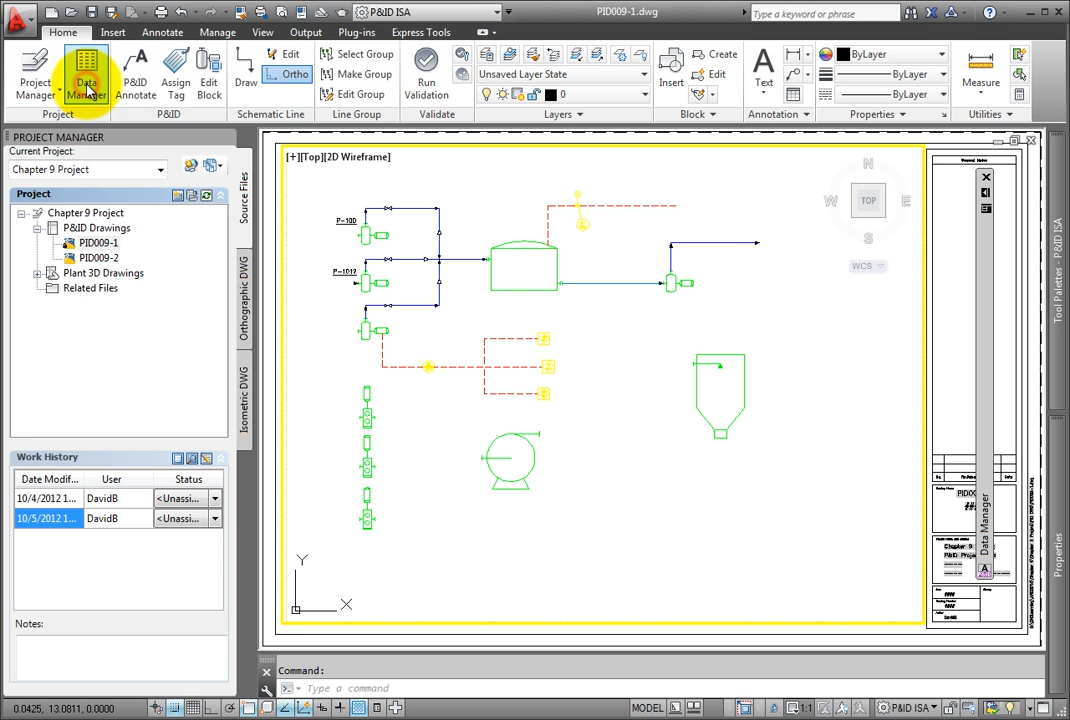 P&ID ISA
PID009-1.dwg
Type a keyword or phrase
Home Insert Annotate Manage View Output Plug-ins Express Tools
Project Manager
Data Manager
P&ID Annotate
Assign Tag
Edit Block
Draw
Edit
Ortho
Select Group
Make Group
Edit Group
Run Validation
Unsaved Layer State
0
Insert
Create
Edit
Text
ByLayer
ByLayer
ByLayer
Measure
Project P&ID Schematic Line Line Group Validate Layers Block Annotation Properties Utilities
PROJECT MANAGER
Current Project:
Chapter 9 Project
Project
Chapter 9 Project
P&ID Drawings
PID009-1
PID009-2
Plant 3D Drawings
Related Files
Source Files
Orthographic DWG
Isometric DWG
Work History
Date Modif... User Status
10/4/2012 1... DavidB <Unassi...
10/5/2012 1... DavidB <Unassi...
Notes:
[+][Top][2D Wireframe]
P-100
P-101?
N
W TOP E
S
WCS
Y
X
Data Manager
Tool Palettes - P&ID ISA
Properties
Command:
Type a command
0.0425, 13.0811, 0.0000
MODEL
1:1
P&ID ISA